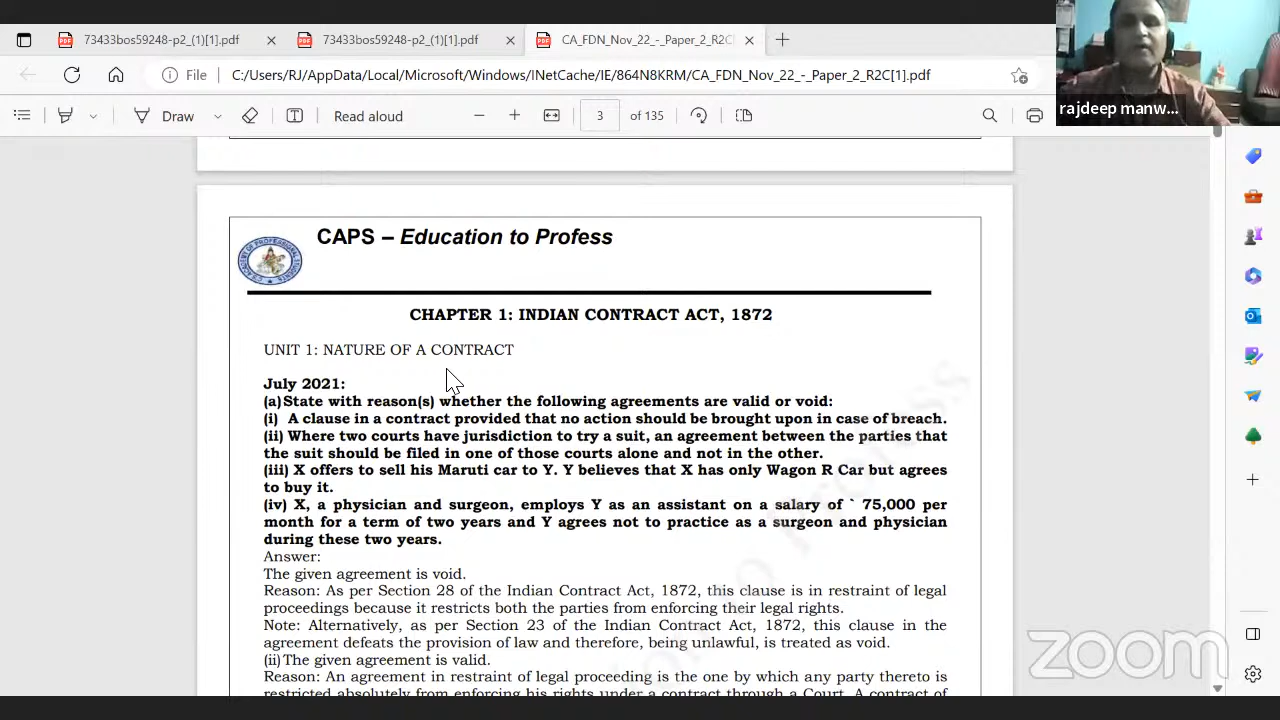 73433bos59248-p2_(1)[1].pdf
73433bos59248-p2_(1)[1].pdf
CA_FDN_Nov_22_-_Paper_2_R2C
File
C:/Users/RJ/AppData/Local/Microsoft/Windows/INetCache/IE/864N8KRM/CA_FDN_Nov_22_-_Paper_2_R2C[1].pdf
rajdeep manw...
Draw
Read aloud
3
of 135
CAPS – Education to Profess
CHAPTER 1: INDIAN CONTRACT ACT, 1872
UNIT 1: NATURE OF A CONTRACT
July 2021:
(a)State with reason(s) whether the following agreements are valid or void:
(i) A clause in a contract provided that no action should be brought upon in case of breach.
(ii) Where two courts have jurisdiction to try a suit, an agreement between the parties that
the suit should be filed in one of those courts alone and not in the other.
(iii) X offers to sell his Maruti car to Y. Y believes that X has only Wagon R Car but agrees
to buy it.
(iv) X, a physician and surgeon, employs Y as an assistant on a salary of ` 75,000 per
month for a term of two years and Y agrees not to practice as a surgeon and physician
during these two years.
Answer:
The given agreement is void.
Reason: As per Section 28 of the Indian Contract Act, 1872, this clause is in restraint of legal
proceedings because it restricts both the parties from enforcing their legal rights.
Note: Alternatively, as per Section 23 of the Indian Contract Act, 1872, this clause in the
agreement defeats the provision of law and therefore, being unlawful, is treated as void.
(ii) The given agreement is valid.
Reason: An agreement in restraint of legal proceeding is the one by which any party thereto is
restricted absolutely from enforcing his rights under a contract through a Court. A contract of
zoom